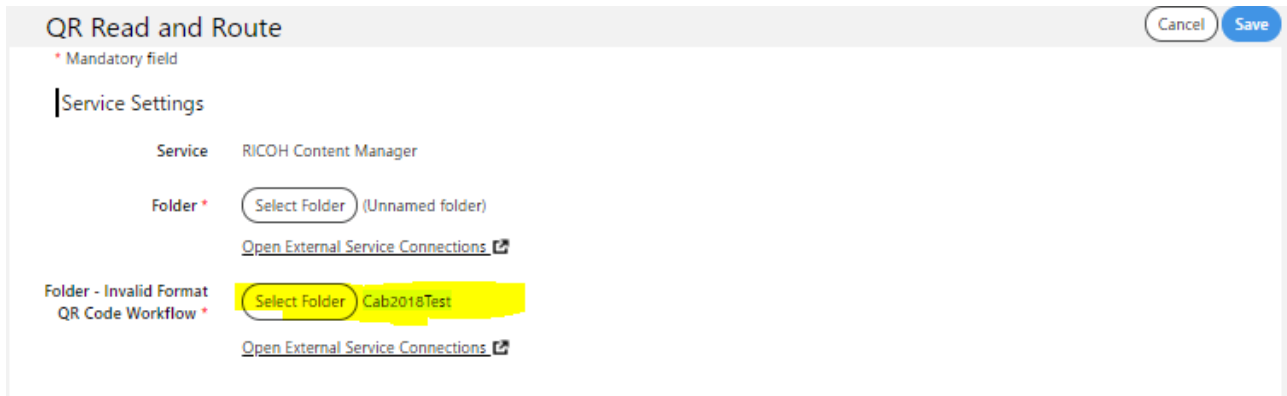 QR Read and Route
Cancel
Save
* Mandatory field
Service Settings
Service RICOH Content Manager
Folder * Select Folder (Unnamed folder)
Open External Service Connections
Folder - Invalid Format
QR Code Workflow * Select Folder Cab2018Test
Open External Service Connections